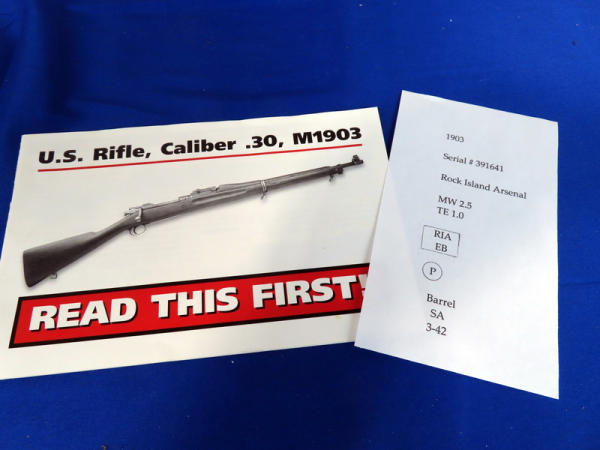 U.S. Rifle, Caliber .30, M1903
READ THIS FIRST!
1903
Serial # 391641
Rock Island Arsenal
MW 2.5
TE 1.0
RIA
EB
P
Barrel
SA
3-42